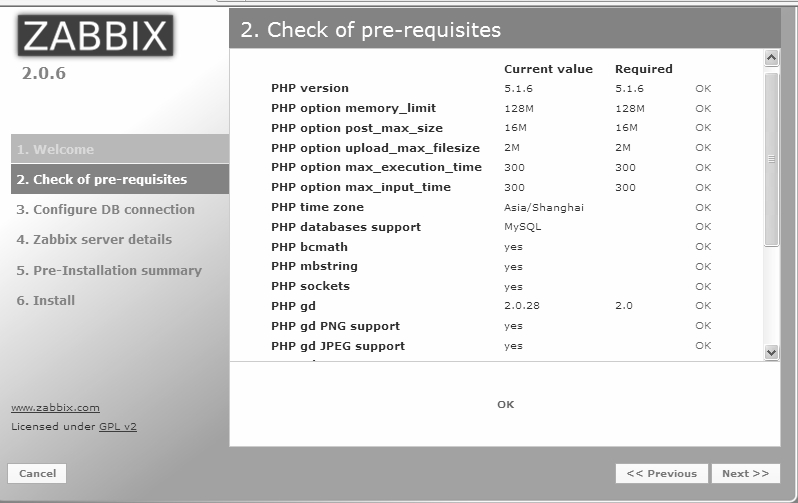 ZABBIX
2.0.6
1. Welcome
2. Check of pre-requisites
3. Configure DB connection
4. Zabbix server details
5. Pre-Installation summary
6. Install
www.zabbix.com
Licensed under GPL v2
2. Check of pre-requisites
Current value Required
PHP version 5.1.6 5.1.6 OK
PHP option memory_limit 128M 128M OK
PHP option post_max_size 16M 16M OK
PHP option upload_max_filesize 2M 2M OK
PHP option max_execution_time 300 300 OK
PHP option max_input_time 300 300 OK
PHP time zone Asia/Shanghai OK
PHP databases support MySQL OK
PHP bcmath yes OK
PHP mbstring yes OK
PHP sockets yes OK
PHP gd 2.0.28 2.0 OK
PHP gd PNG support yes OK
PHP gd JPEG support yes OK
OK
Cancel << Previous Next >>